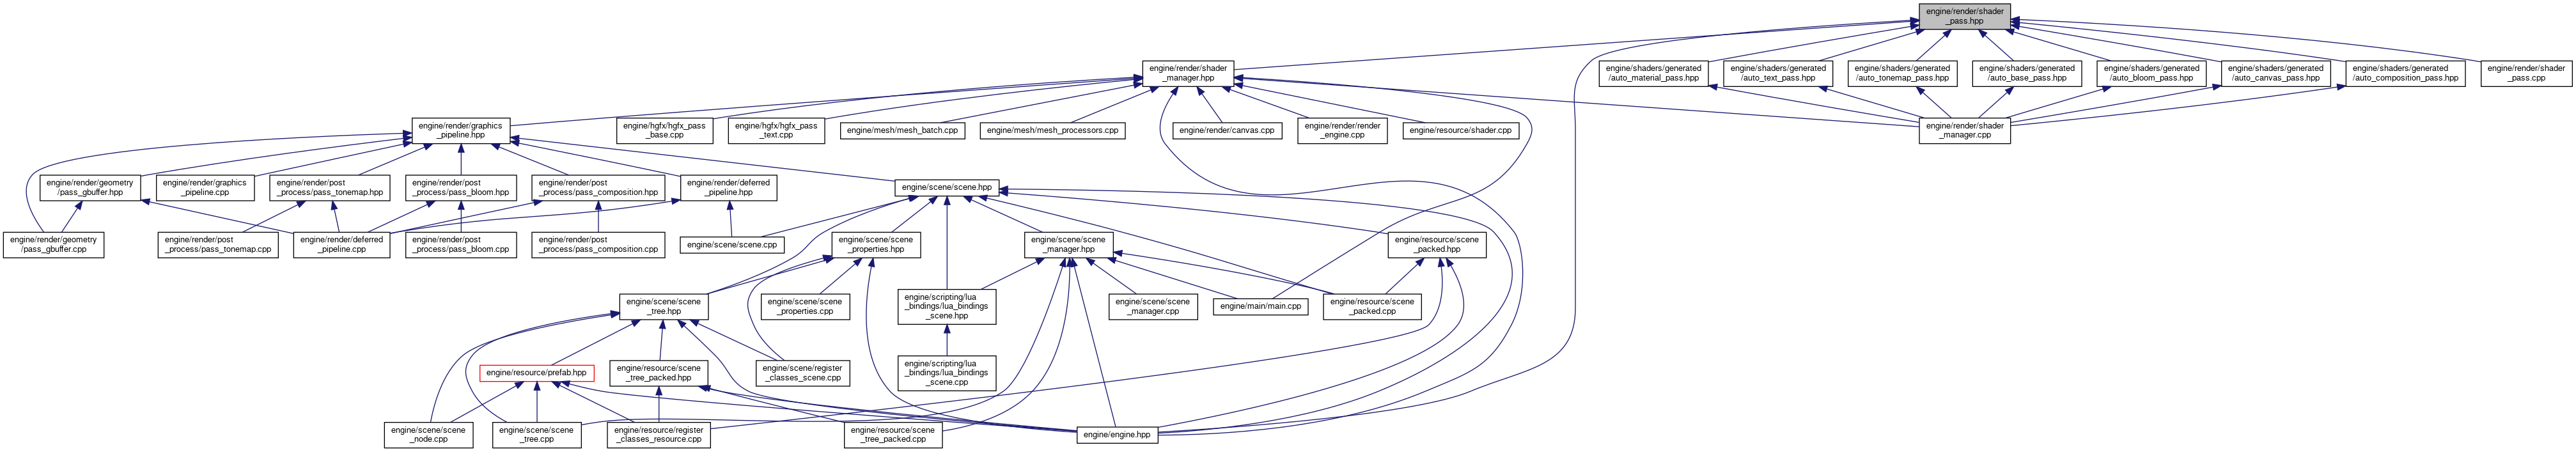 engine/render/shader
_pass.hpp
engine/render/shader
_manager.hpp
engine/shaders/generated
/auto_material_pass.hpp
engine/shaders/generated
/auto_text_pass.hpp
engine/shaders/generated
/auto_tonemap_pass.hpp
engine/shaders/generated
/auto_base_pass.hpp
engine/shaders/generated
/auto_bloom_pass.hpp
engine/shaders/generated
/auto_canvas_pass.hpp
engine/shaders/generated
/auto_composition_pass.hpp
engine/render/shader
_pass.cpp
engine/render/graphics
_pipeline.hpp
engine/hgfx/hgfx_pass
_base.cpp
engine/hgfx/hgfx_pass
_text.cpp
engine/mesh/mesh_batch.cpp
engine/mesh/mesh_processors.cpp
engine/render/canvas.cpp
engine/render/render
_engine.cpp
engine/resource/shader.cpp
engine/render/shader
_manager.cpp
engine/render/geometry
/pass_gbuffer.hpp
engine/render/graphics
_pipeline.cpp
engine/render/post
_process/pass_tonemap.hpp
engine/render/post
_process/pass_bloom.hpp
engine/render/post
_process/pass_composition.hpp
engine/render/deferred
_pipeline.hpp
engine/scene/scene.hpp
engine/render/geometry
/pass_gbuffer.cpp
engine/render/post
_process/pass_tonemap.cpp
engine/render/deferred
_pipeline.cpp
engine/render/post
_process/pass_bloom.cpp
engine/render/post
_process/pass_composition.cpp
engine/scene/scene.cpp
engine/scene/scene
_properties.hpp
engine/scene/scene
_manager.hpp
engine/resource/scene
_packed.hpp
engine/scene/scene
_tree.hpp
engine/scene/scene
_properties.cpp
engine/scripting/lua
_bindings/lua_bindings
_scene.hpp
engine/scene/scene
_manager.cpp
engine/main/main.cpp
engine/resource/scene
_packed.cpp
engine/resource/prefab.hpp
engine/resource/scene
_tree_packed.hpp
engine/scene/register
_classes_scene.cpp
engine/scripting/lua
_bindings/lua_bindings
_scene.cpp
engine/scene/scene
_node.cpp
engine/scene/scene
_tree.cpp
engine/resource/register
_classes_resource.cpp
engine/resource/scene
_tree_packed.cpp
engine/engine.hpp